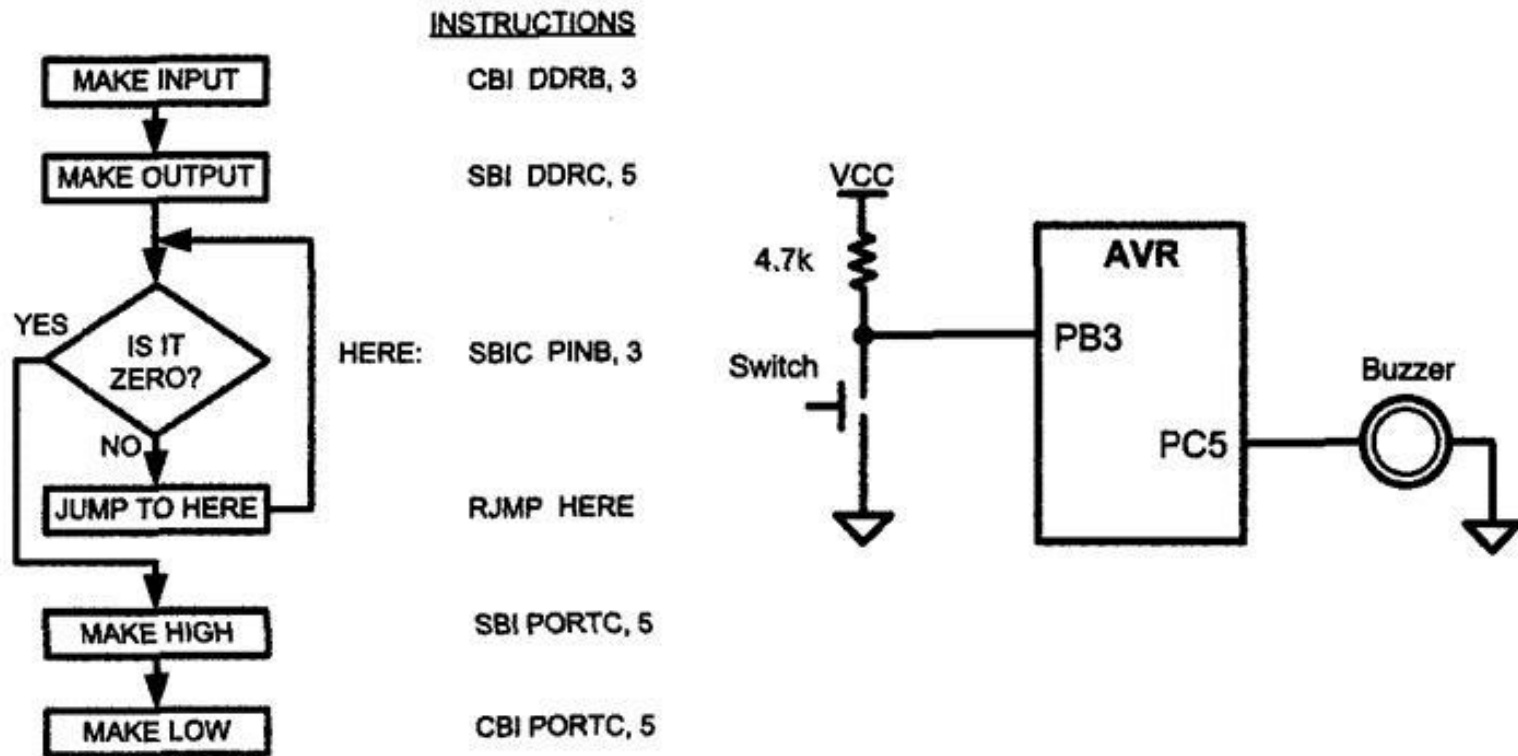 INSTRUCTIONS
MAKE INPUT
CBI DDRB, 3
MAKE OUTPUT
SBI DDRC, 5
YES
IS IT
ZERO?
HERE: SBIC PINB, 3
NO
JUMP TO HERE
RJMP HERE
MAKE HIGH
SBI PORTC, 5
MAKE LOW
CBI PORTC, 5
VCC
4.7k
Switch
AVR
PB3
PC5
Buzzer